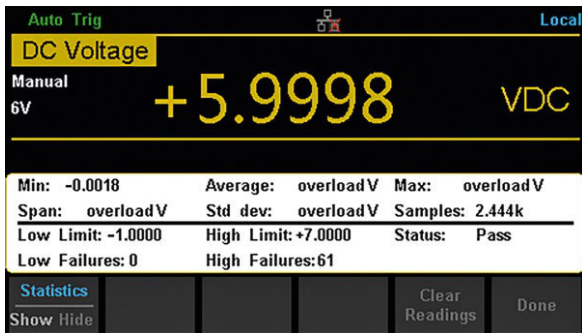 Auto Trig Local
DC Voltage
Manual
6V
+5.9998 VDC
Min: -0.0018 Average: overload V Max: overload V
Span: overload V Std dev: overload V Samples: 2.444k
Low Limit: -1.0000 High Limit: +7.0000 Status: Pass
Low Failures: 0 High Failures: 61
Statistics
Show Hide
Clear
Readings
Done